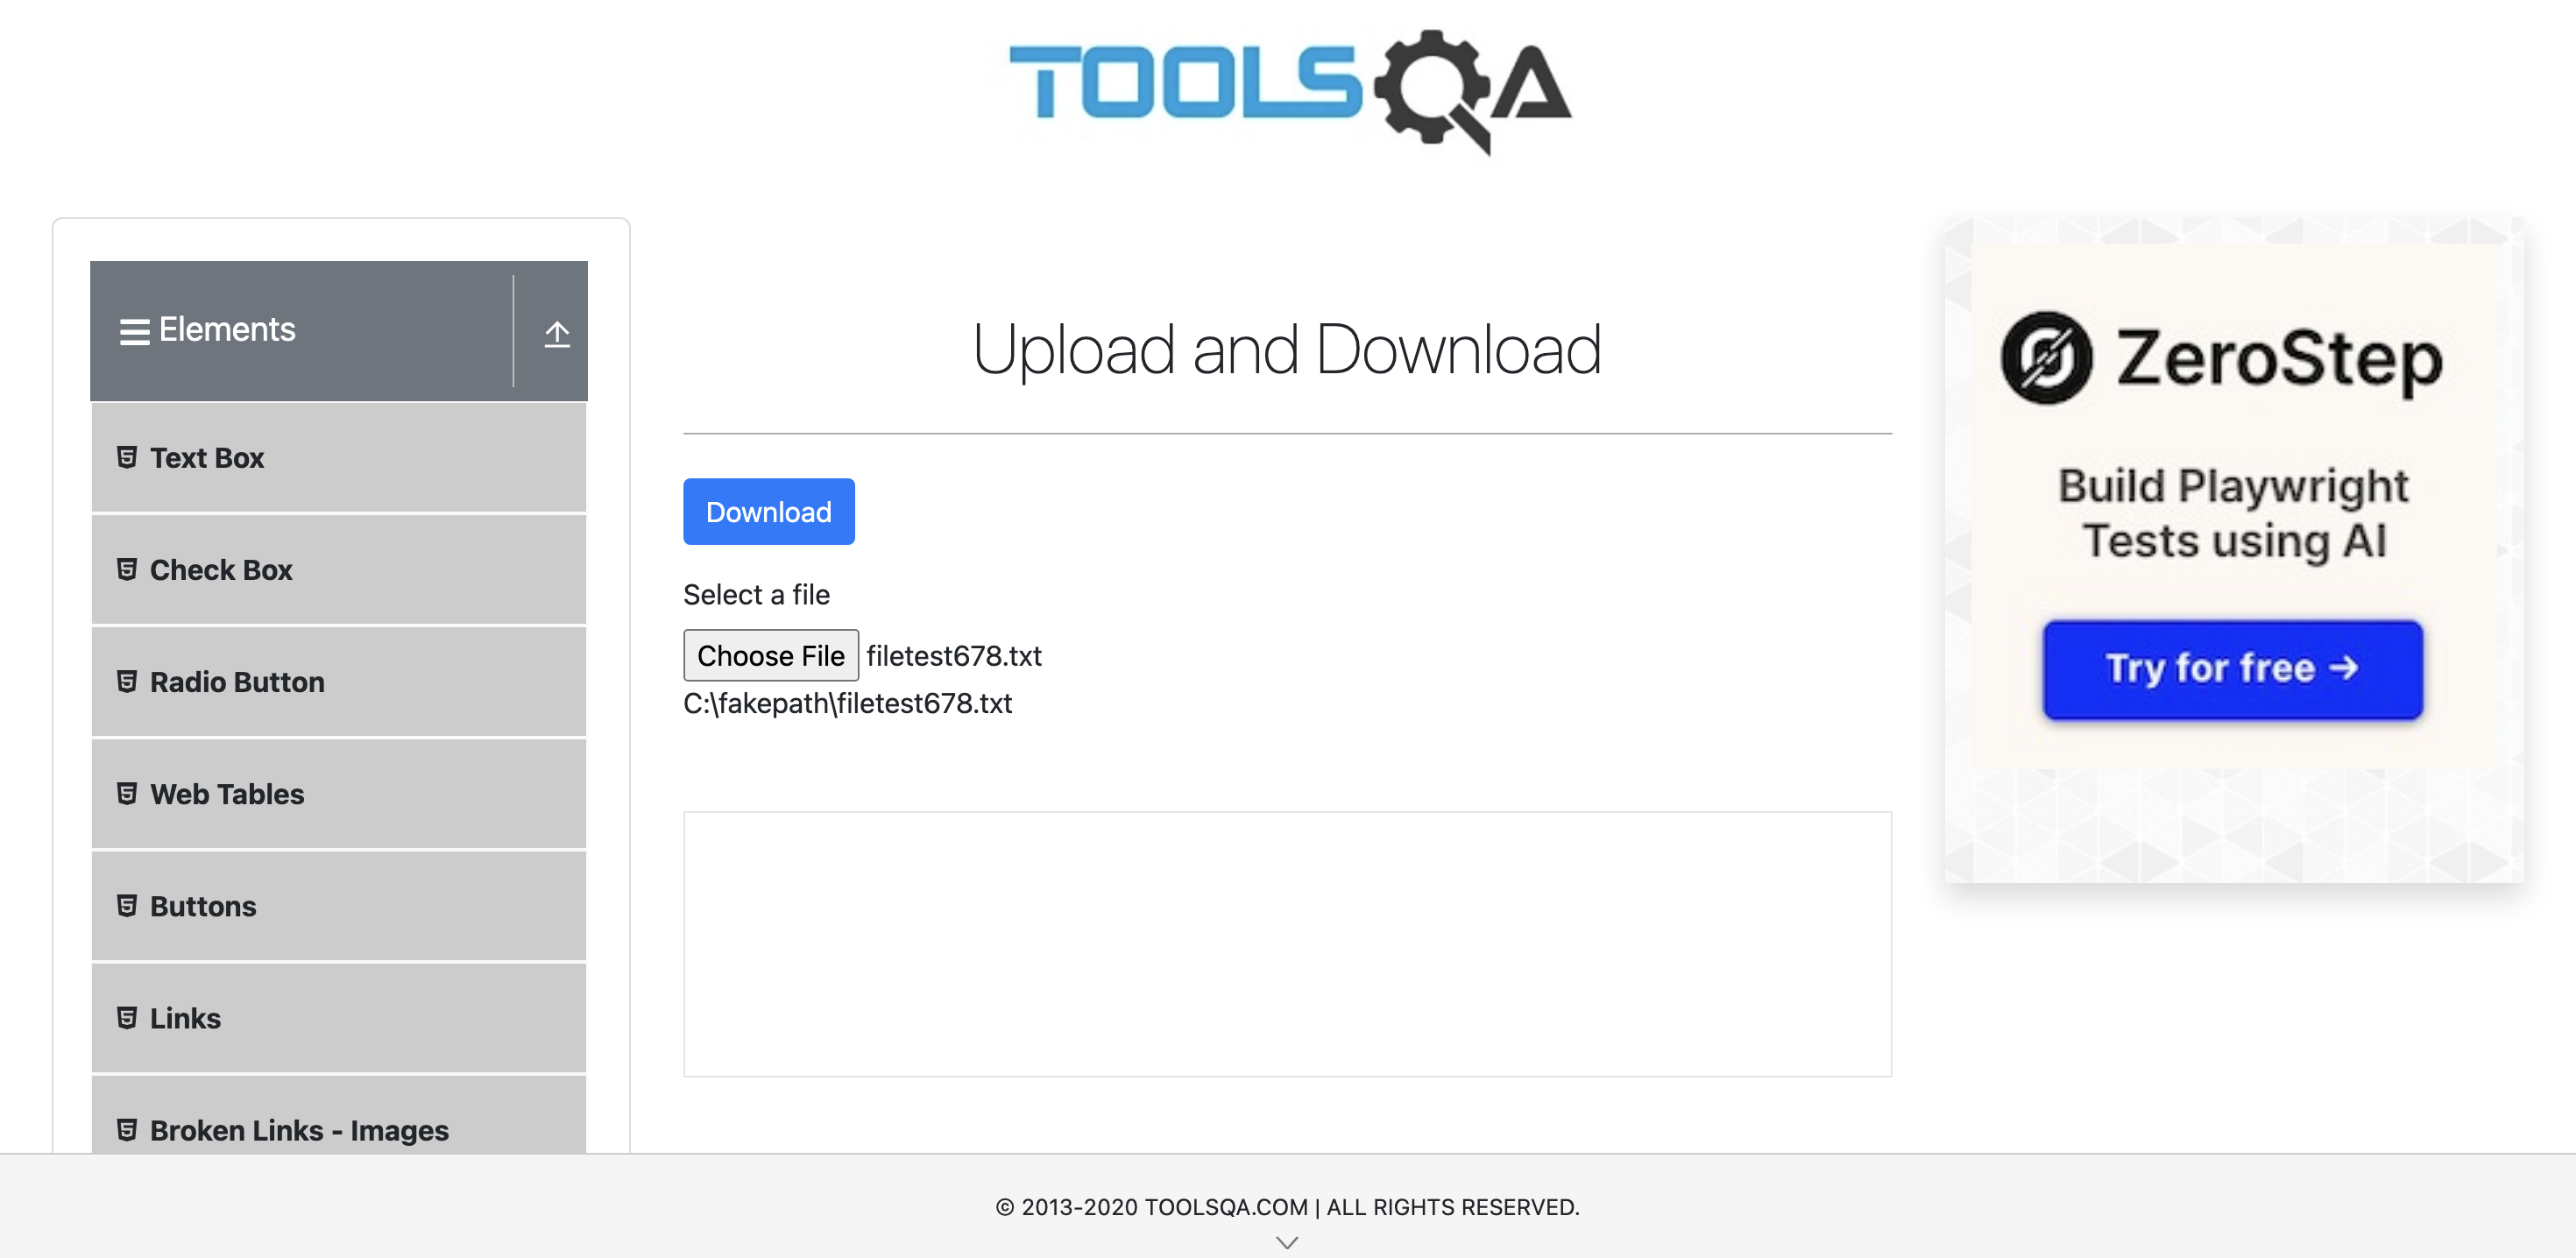 TOOLSQA
Elements
Text Box
Check Box
Radio Button
Web Tables
Buttons
Links
Broken Links - Images
Upload and Download
Download
Select a file
Choose File filetest678.txt
C:\fakepath\filetest678.txt
ZeroStep
Build Playwright
Tests using AI
Try for free →
© 2013-2020 TOOLSQA.COM | ALL RIGHTS RESERVED.